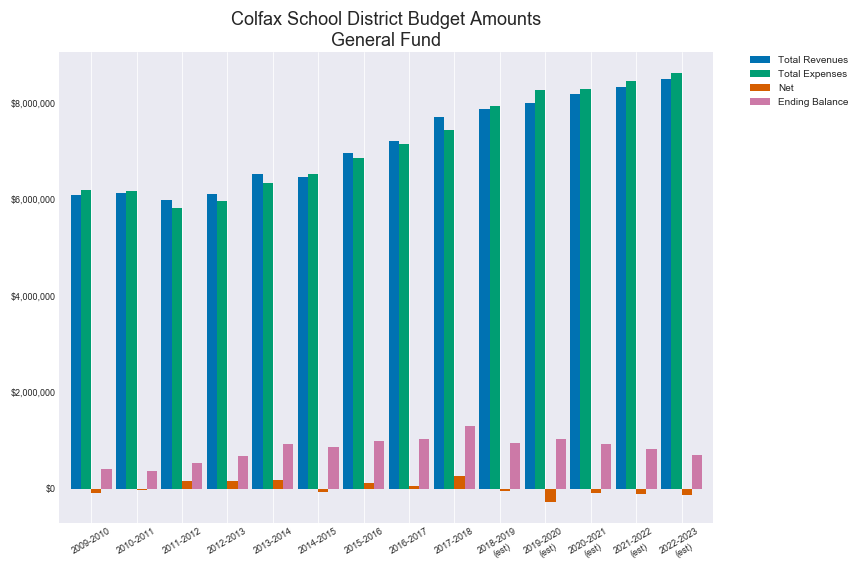 Colfax School District Budget Amounts
General Fund
Total Revenues
Total Expenses
Net
Ending Balance
$8,000,000
$6,000,000
$4,000,000
$2,000,000
$0
2009-2010
2010-2011
2011-2012
2012-2013
2013-2014
2014-2015
2015-2016
2016-2017
2017-2018
2018-2019
(est)
2019-2020
(est)
2020-2021
(est)
2021-2022
(est)
2022-2023
(est)